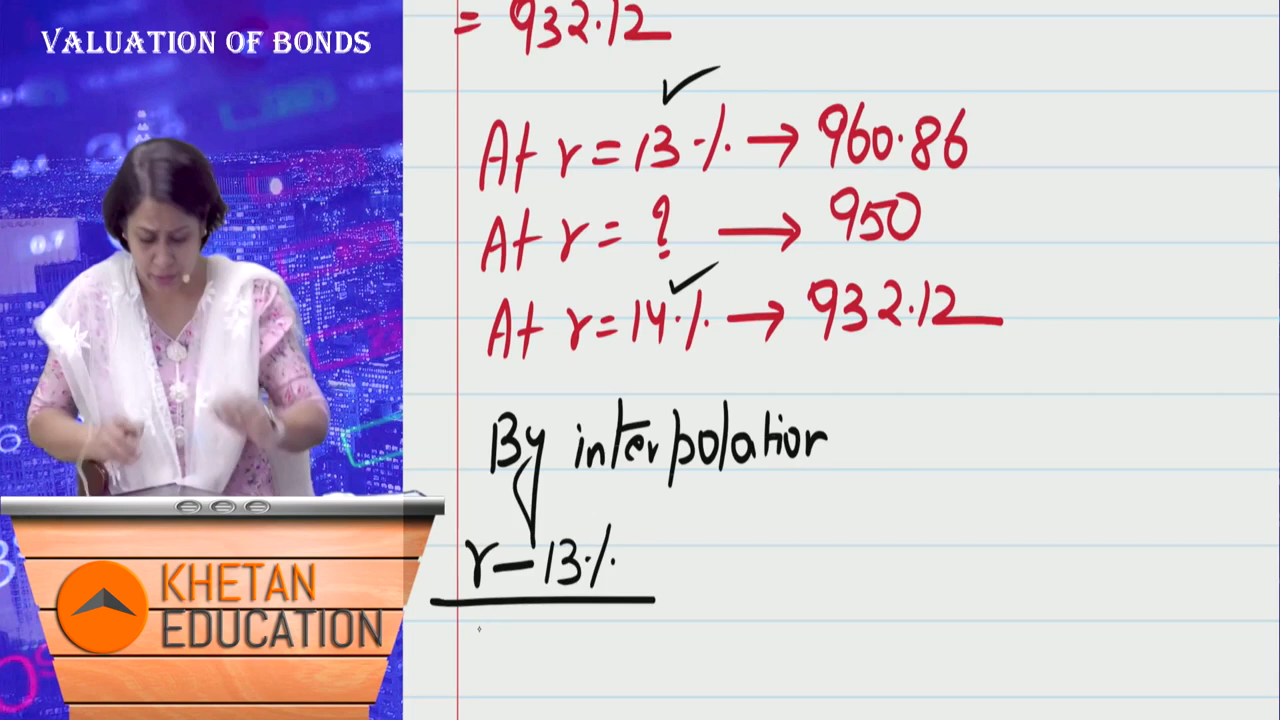 VALUATION OF BONDS
= 932.12
At r = 13.% → 960.86
At r = ? → 950
At r = 14.% → 932.12
By interpolation
r - 13.%
KHETAN
EDUCATION